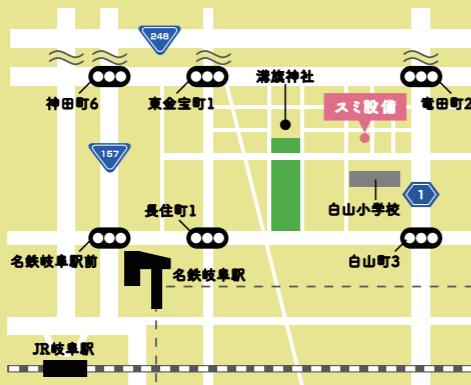 248
神田町6
東金宝町1
溝旗神社
スミ設備
竜田町2
157
長住町1
白山小学校
1
名鉄岐阜駅前
名鉄岐阜駅
白山町3
JR岐阜駅